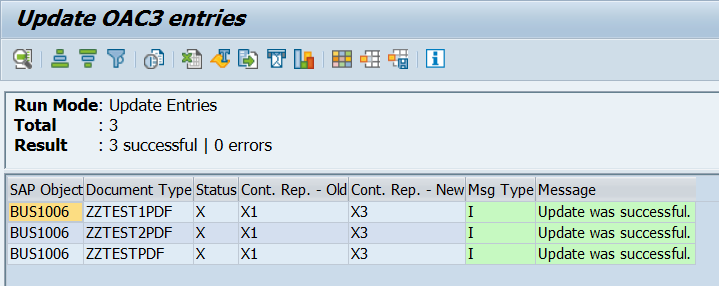 Update OAC3 entries
Run Mode: Update Entries
Total : 3
Result : 3 successful | 0 errors
SAP Object Document Type Status Cont. Rep. - Old Cont. Rep. - New Msg Type Message
BUS1006 ZZTEST1PDF X X1 X3 I Update was successful.
BUS1006 ZZTEST2PDF X X1 X3 I Update was successful.
BUS1006 ZZTESTPDF X X1 X3 I Update was successful.